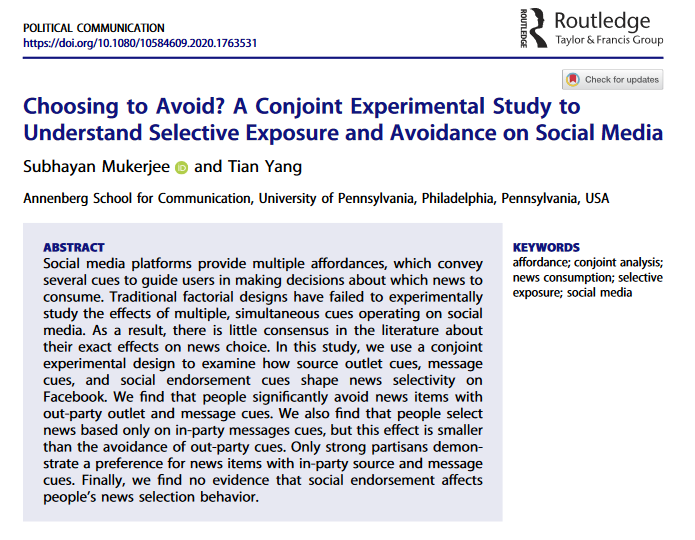 POLITICAL COMMUNICATION
https://doi.org/10.1080/10584609.2020.1763531
ROUTLEDGE
Routledge
Taylor & Francis Group
Check for updates
Choosing to Avoid? A Conjoint Experimental Study to
Understand Selective Exposure and Avoidance on Social Media
Subhayan Mukerjee iD and Tian Yang
Annenberg School for Communication, University of Pennsylvania, Philadelphia, Pennsylvania, USA
ABSTRACT
Social media platforms provide multiple affordances, which convey
several cues to guide users in making decisions about which news to
consume. Traditional factorial designs have failed to experimentally
study the effects of multiple, simultaneous cues operating on social
media. As a result, there is little consensus in the literature about
their exact effects on news choice. In this study, we use a conjoint
experimental design to examine how source outlet cues, message
cues, and social endorsement cues shape news selectivity on
Facebook. We find that people significantly avoid news items with
out-party outlet and message cues. We also find that people select
news based only on in-party messages cues, but this effect is smaller
than the avoidance of out-party cues. Only strong partisans demon-
strate a preference for news items with in-party source and message
cues. Finally, we find no evidence that social endorsement affects
people's news selection behavior.
KEYWORDS
affordance; conjoint analysis;
news consumption; selective
exposure; social media